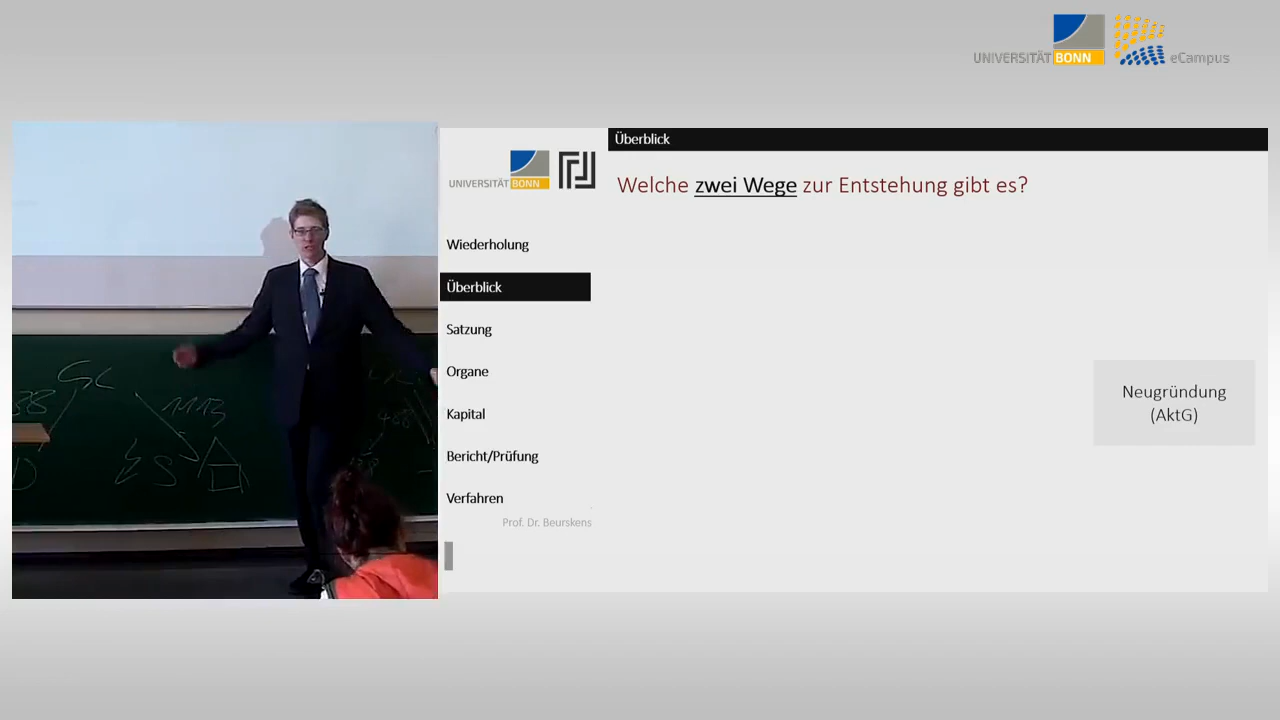 UNIVERSITÄT BONN eCampus
Überblick
UNIVERSITÄT BONN
Welche zwei Wege zur Entstehung gibt es?
Wiederholung
Überblick
Satzung
Organe
Kapital
Bericht/Prüfung
Verfahren
Prof. Dr. Beurskens
Neugründung
(AktG)
1113